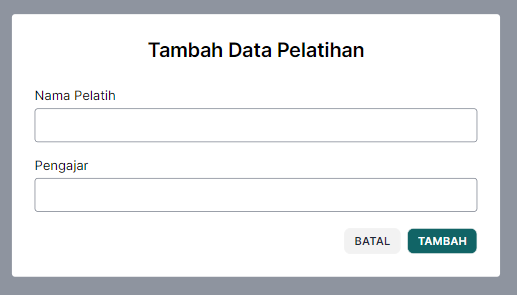 Tambah Data Pelatihan
Nama Pelatih
Pengajar
BATAL TAMBAH